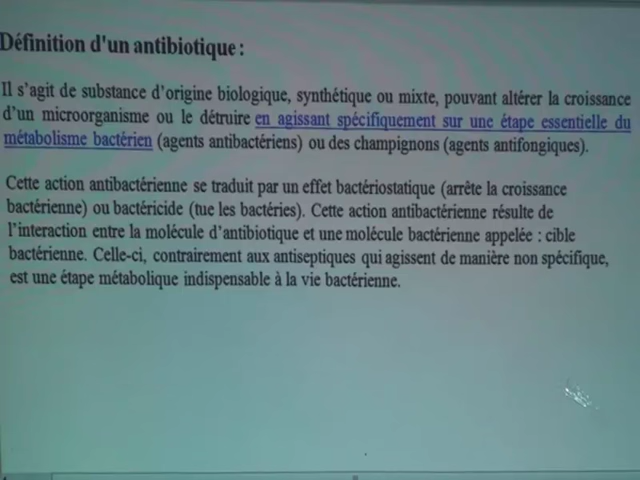 Définition d'un antibiotique :
Il s'agit de substance d'origine biologique, synthétique ou mixte, pouvant altérer la croissance
d'un microorganisme ou le détruire en agissant spécifiquement sur une étape essentielle du
métabolisme bactérien (agents antibactériens) ou des champignons (agents antifongiques).
Cette action antibactérienne se traduit par un effet bactériostatique (arrête la croissance
bactérienne) ou bactéricide (tue les bactéries). Cette action antibactérienne résulte de
l'interaction entre la molécule d'antibiotique et une molécule bactérienne appelée : cible
bactérienne. Celle-ci, contrairement aux antiseptiques qui agissent de manière non spécifique,
est une étape métabolique indispensable à la vie bactérienne.